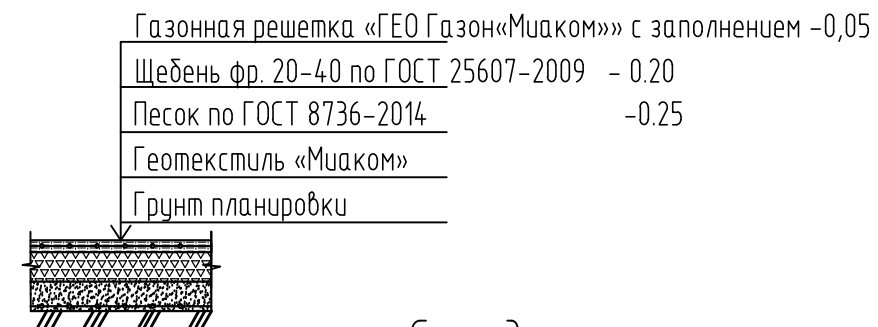 Газонная решетка «ГЕО Газон«Миаком»» с заполнением -0,05
Щебень фр. 20-40 по ГОСТ 25607-2009 - 0.20
Песок по ГОСТ 8736-2014 -0.25
Геотекстиль «Миаком»
Грунт планировки